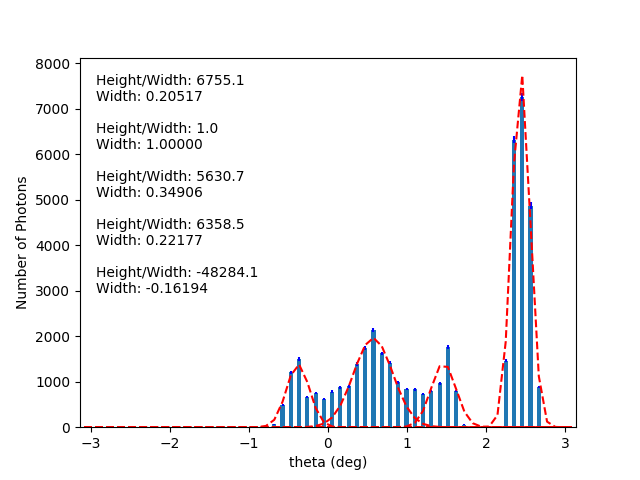 8000
7000
6000
5000
4000
3000
2000
1000
0
Number of Photons
Height/Width: 6755.1
Width: 0.20517
Height/Width: 1.0
Width: 1.00000
Height/Width: 5630.7
Width: 0.34906
Height/Width: 6358.5
Width: 0.22177
Height/Width: -48284.1
Width: -0.16194
−3 −2 −1 0 1 2 3
theta (deg)